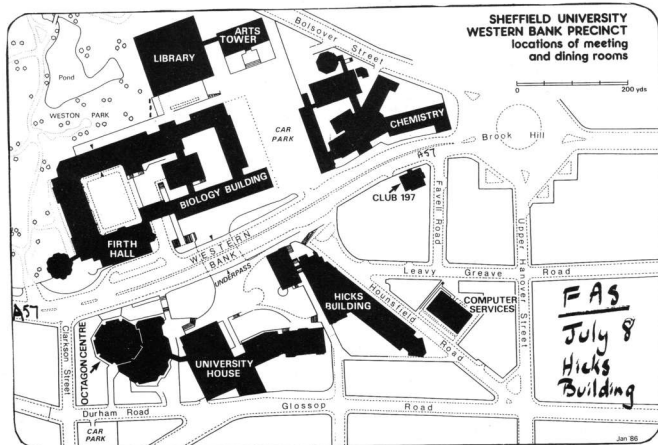 SHEFFIELD UNIVERSITY
WESTERN BANK PRECINCT
locations of meeting
and dining rooms
0
200 yds
Bolsover Street
ARTS
TOWER
LIBRARY
Pond
WESTON PARK
CAR
PARK
CHEMISTRY
Brook Hill
A57
CLUB 197
BIOLOGY BUILDING
FIRTH
HALL
WESTERN
BANK
UNDERPASS
Favell Road
Upper Hanover Street
Leavy Greave Road
HICKS
BUILDING
Hounsfield
Road
COMPUTER
SERVICES
FAS
July 8
Hicks
Building
A57
Clarkson Street
OCTAGON CENTRE
UNIVERSITY
HOUSE
Durham Road
Glossop Road
CAR
PARK
Jan '86